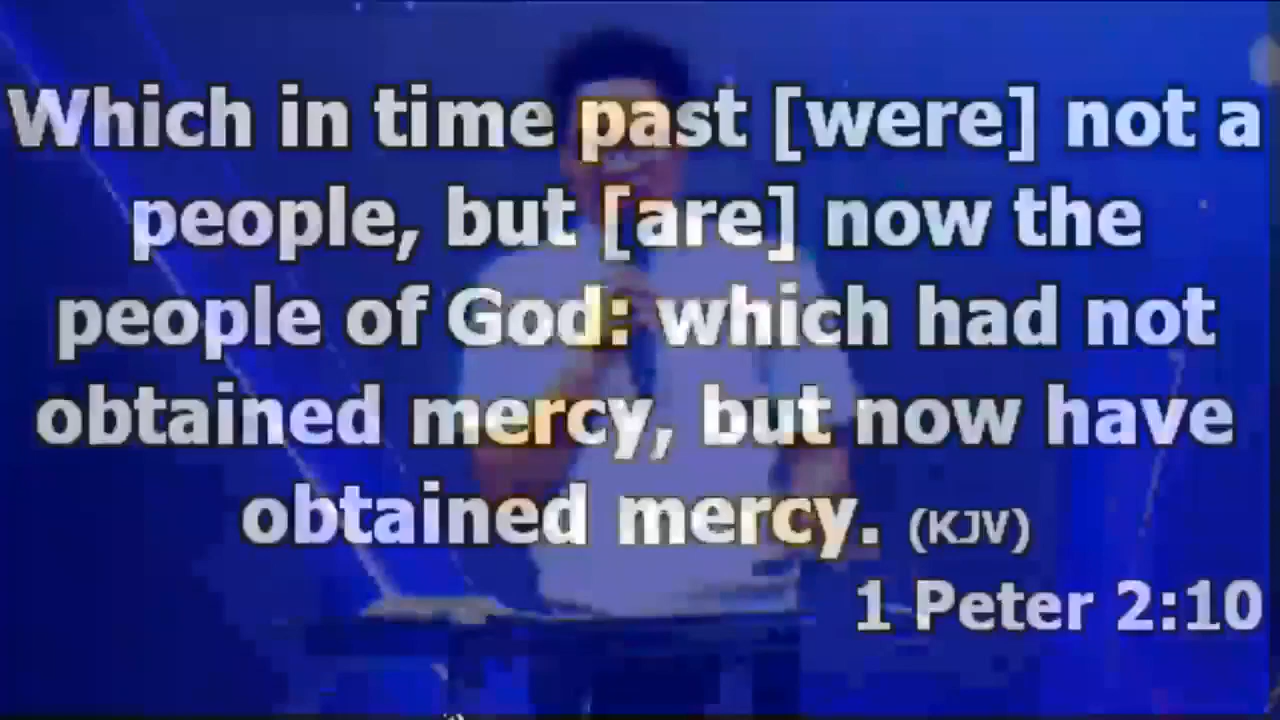 Which in time past [were] not a
people, but [are] now the
people of God: which had not
obtained mercy, but now have
obtained mercy. (KJV)
1 Peter 2:10